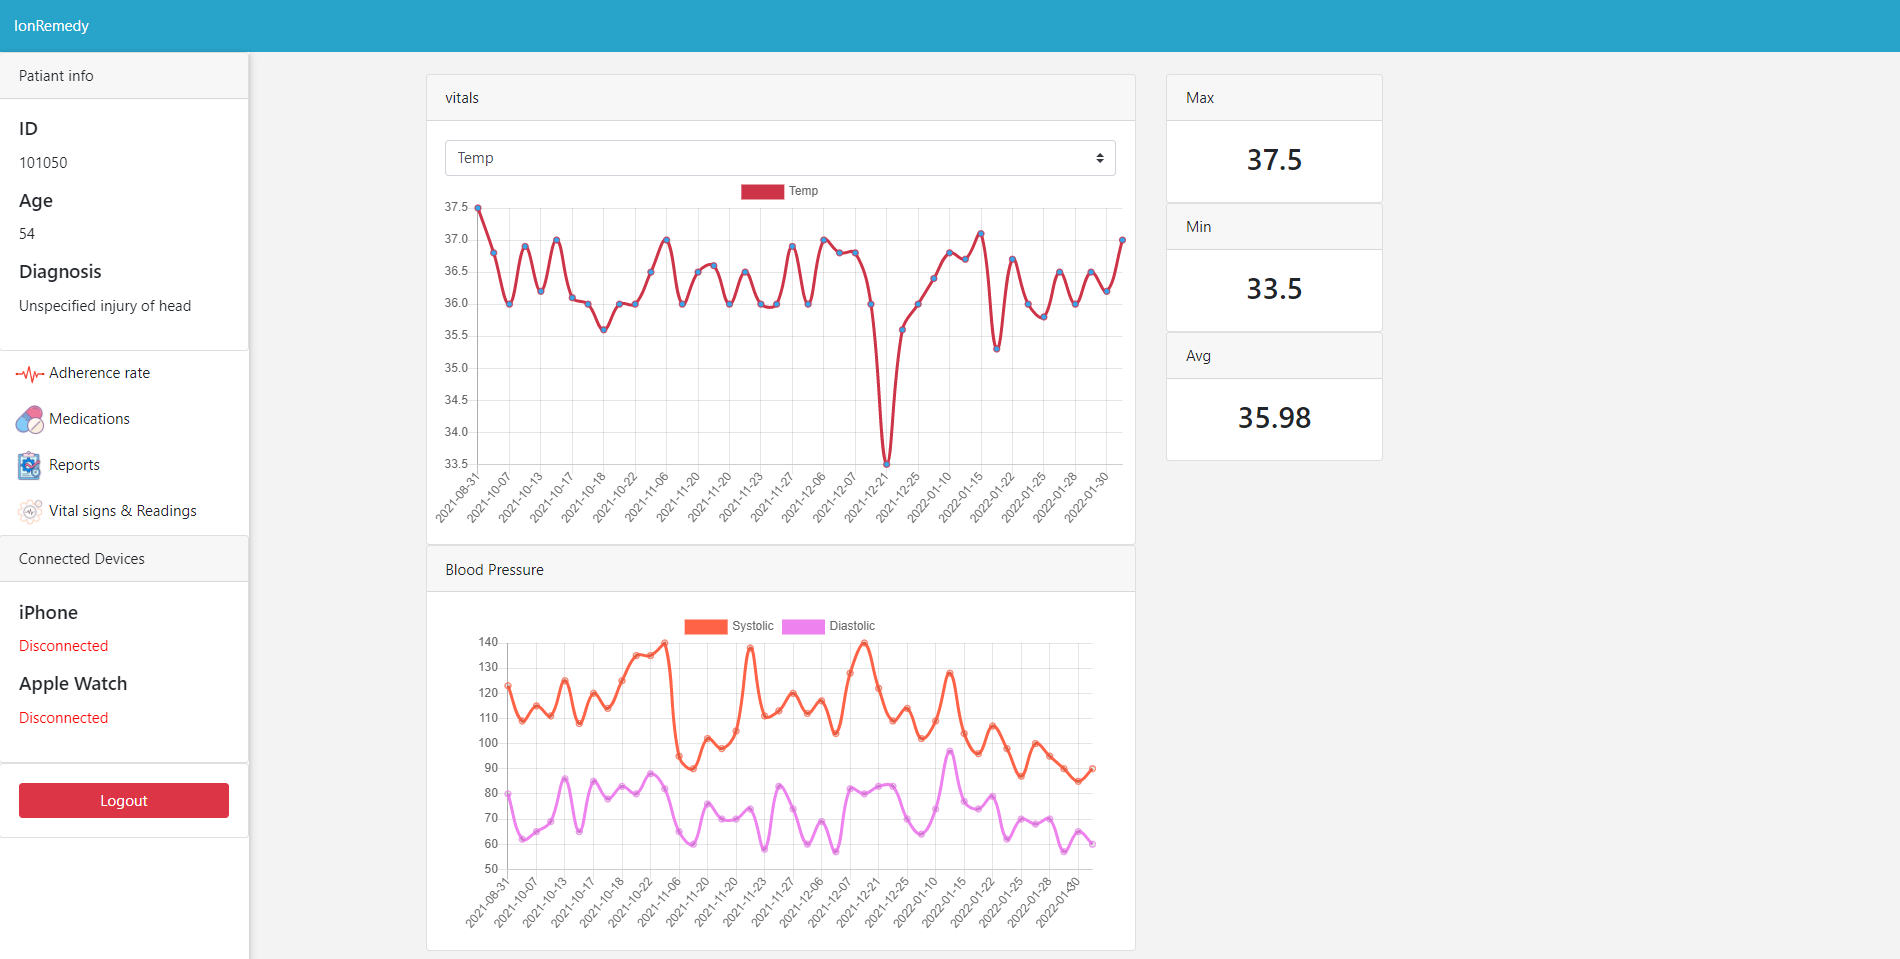 IonRemedy
Patiant info
ID
101050
Age
54
Diagnosis
Unspecified injury of head
Adherence rate
Medications
Reports
Vital signs & Readings
Connected Devices
iPhone
Disconnected
Apple Watch
Disconnected
Logout
vitals
Temp
Temp
37.5
37.0
36.5
36.0
35.5
35.0
34.5
34.0
33.5
2021-08-31
2021-10-07
2021-10-13
2021-10-17
2021-10-18
2021-10-22
2021-11-06
2021-11-20
2021-11-20
2021-11-23
2021-11-27
2021-12-06
2021-12-07
2021-12-21
2021-12-25
2022-01-10
2022-01-15
2022-01-22
2022-01-25
2022-01-28
2022-01-30
Blood Pressure
Systolic Diastolic
140
130
120
110
100
90
80
70
60
50
2021-08-31
2021-10-07
2021-10-13
2021-10-17
2021-10-18
2021-10-22
2021-11-06
2021-11-20
2021-11-20
2021-11-23
2021-11-27
2021-12-06
2021-12-07
2021-12-21
2021-12-25
2022-01-10
2022-01-15
2022-01-22
2022-01-25
2022-01-28
2022-01-30
Max
37.5
Min
33.5
Avg
35.98